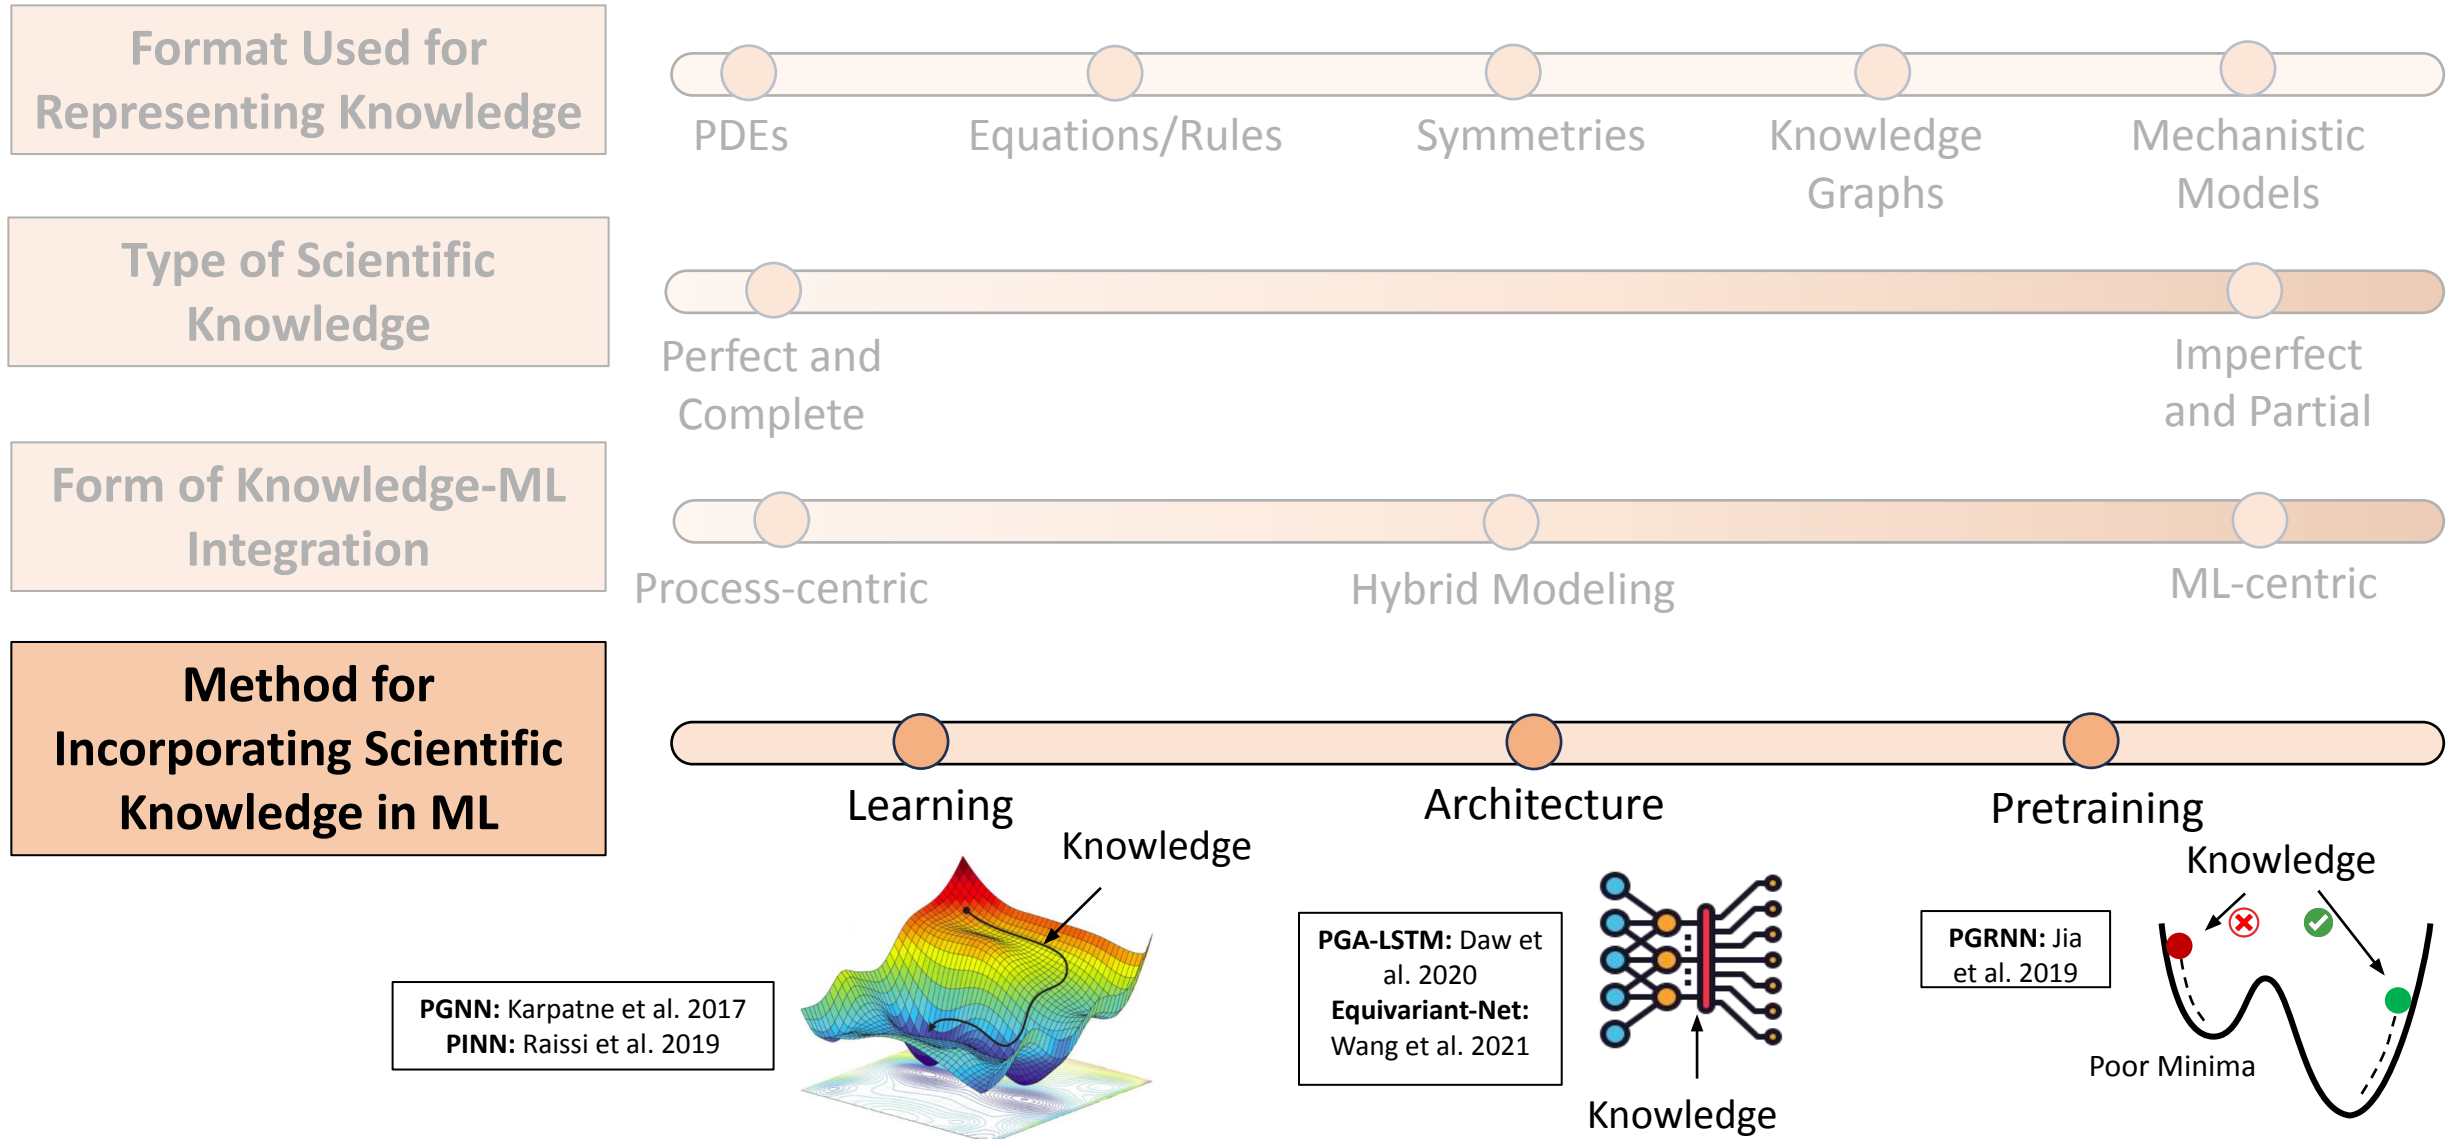 Format Used for
Representing Knowledge
PDEs
Equations/Rules
Symmetries
Knowledge
Graphs
Mechanistic
Models
Type of Scientific
Knowledge
Perfect and
Complete
Imperfect
and Partial
Form of Knowledge-ML
Integration
Process-centric
Hybrid Modeling
ML-centric
Method for
Incorporating Scientific
Knowledge in ML
Learning
Architecture
Pretraining
Knowledge
PGNN: Karpatne et al. 2017
PINN: Raissi et al. 2019
PGA-LSTM: Daw et
al. 2020
Equivariant-Net:
Wang et al. 2021
Knowledge
PGRNN: Jia
et al. 2019
Knowledge
Poor Minima